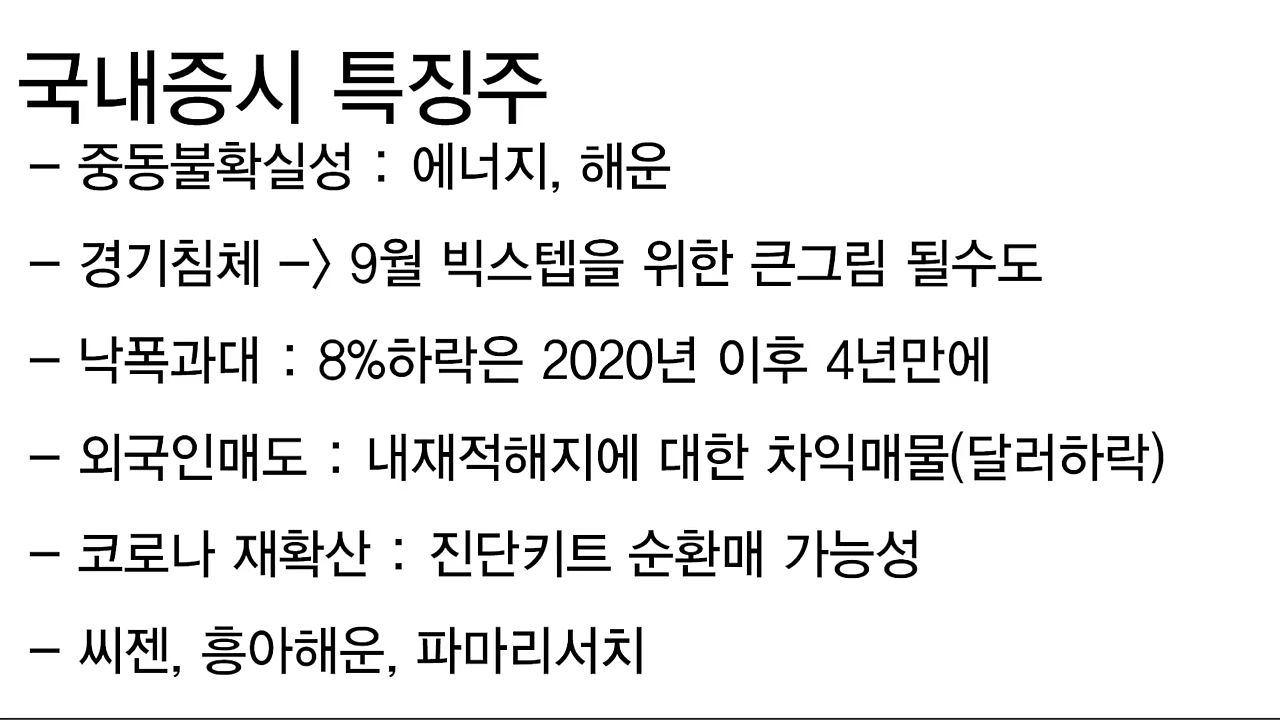 국내증시 특징주
- 중동불확실성 : 에너지, 해운
- 경기침체 -> 9월 빅스텝을 위한 큰그림 될수도
- 낙폭과대 : 8%하락은 2020년 이후 4년만에
- 외국인매도 : 내재적해지에 대한 차익매물(달러하락)
- 코로나 재확산 : 진단키트 순환매 가능성
- 씨젠, 흥아해운, 파마리서치